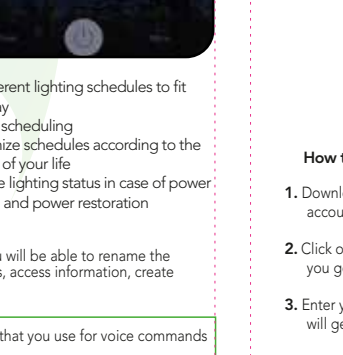 erent lighting schedules to fit
y
scheduling
ize schedules according to the
of your life
e lighting status in case of power
and power restoration
will be able to rename the
s, access information, create
that you use for voice commands
How
1. Downl
accou
2. Click o
you g
3. Enter y
will ge